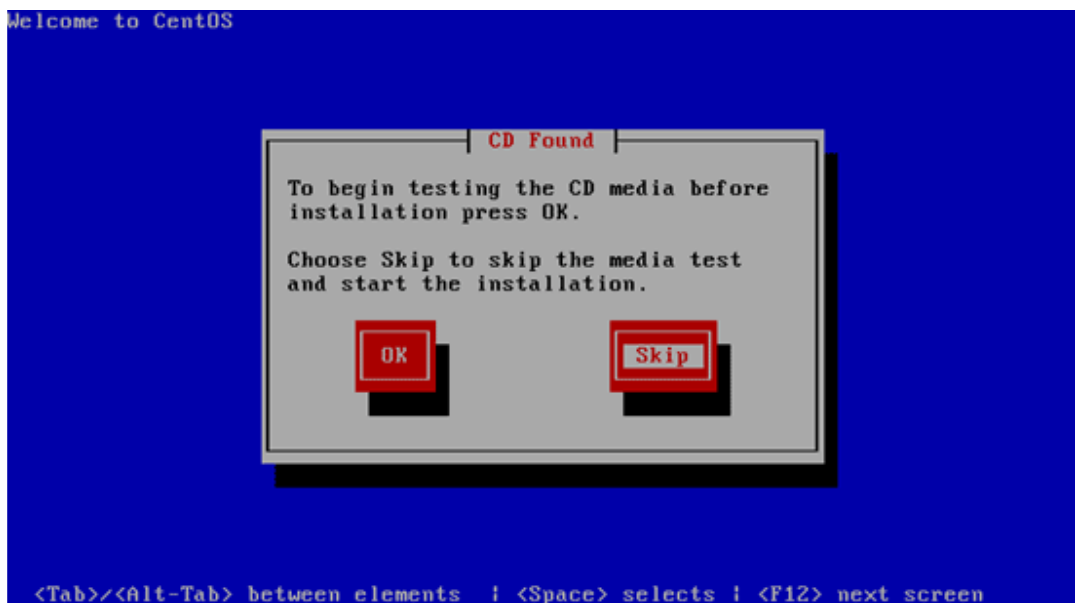 Welcome to CentOS
CD Found
To begin testing the CD media before
installation press OK.
Choose Skip to skip the media test
and start the installation.
OK
Skip
<Tab>/<Alt-Tab> between elements | <Space> selects | <F12> next screen